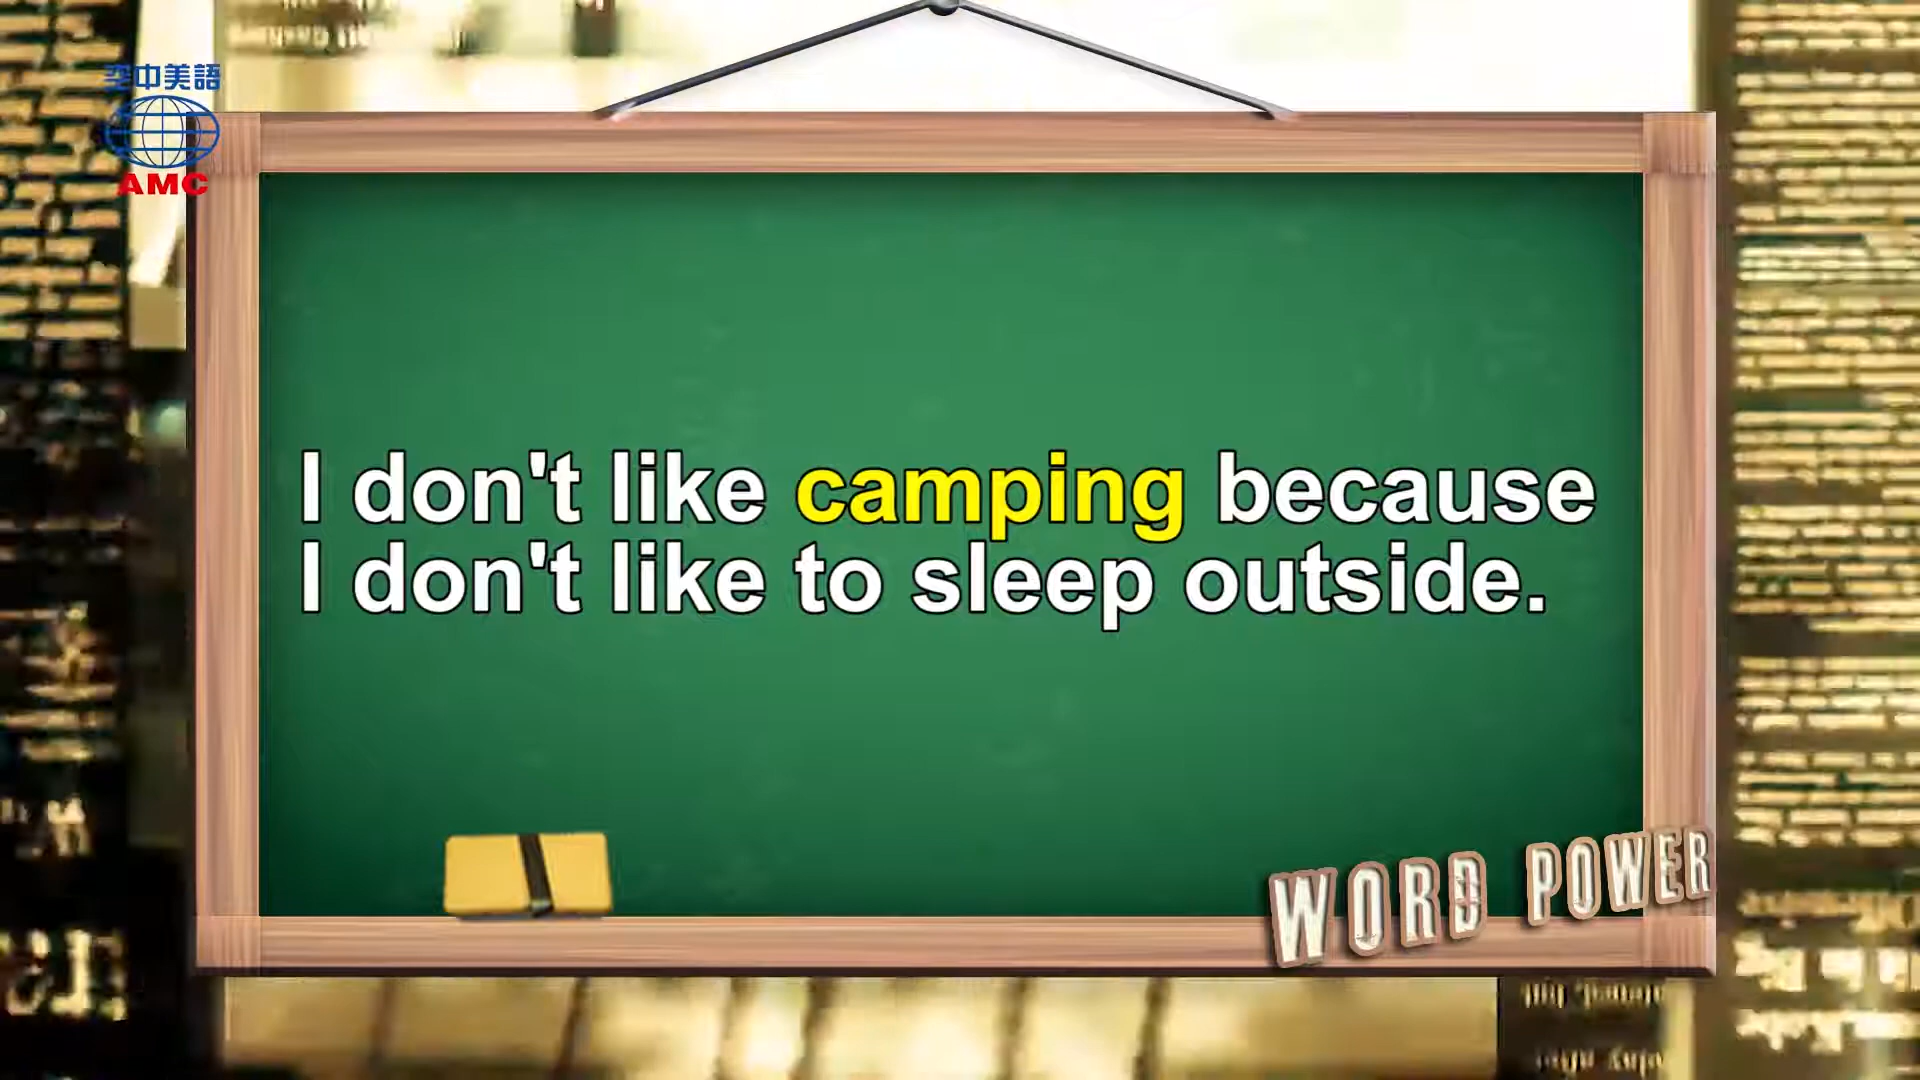 空中美語
AMC
I don't like camping because
I don't like to sleep outside.
WORD POWER